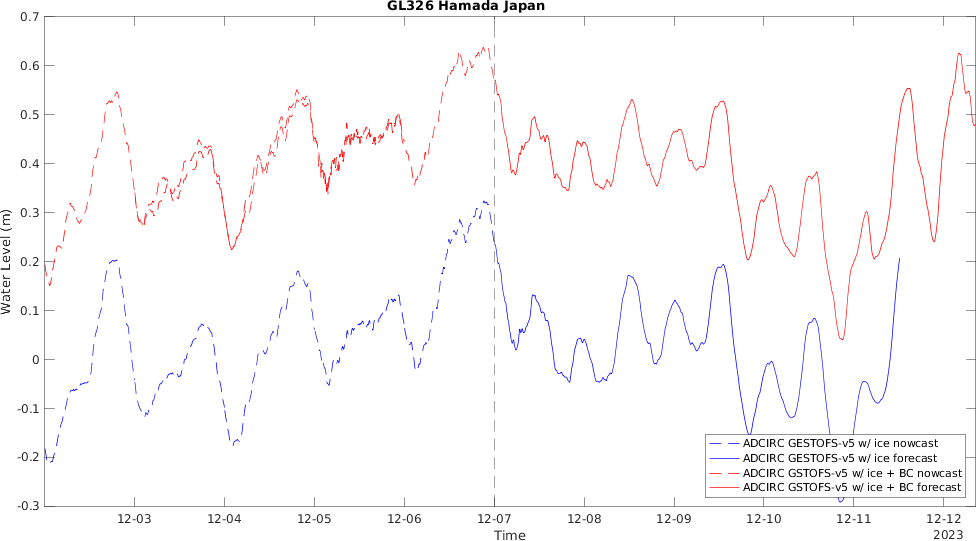 GL326 Hamada Japan
0.7
0.6
0.5
0.4
0.3
0.2
0.1
0
-0.1
-0.2
-0.3
Water Level (m)
ADCIRC GESTOFS-v5 w/ ice nowcast
ADCIRC GESTOFS-v5 w/ ice forecast
ADCIRC GSTOFS-v5 w/ ice + BC nowcast
ADCIRC GSTOFS-v5 w/ ice + BC forecast
12-03 12-04 12-05 12-06 12-07 12-08 12-09 12-10 12-11 12-12
Time 2023